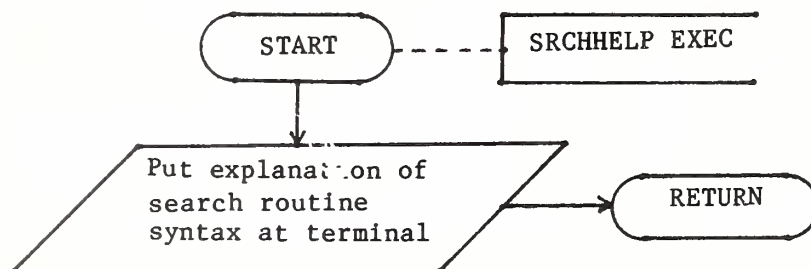 START
SRCHHELP EXEC
Put explanation of
search routine
syntax at terminal
RETURN